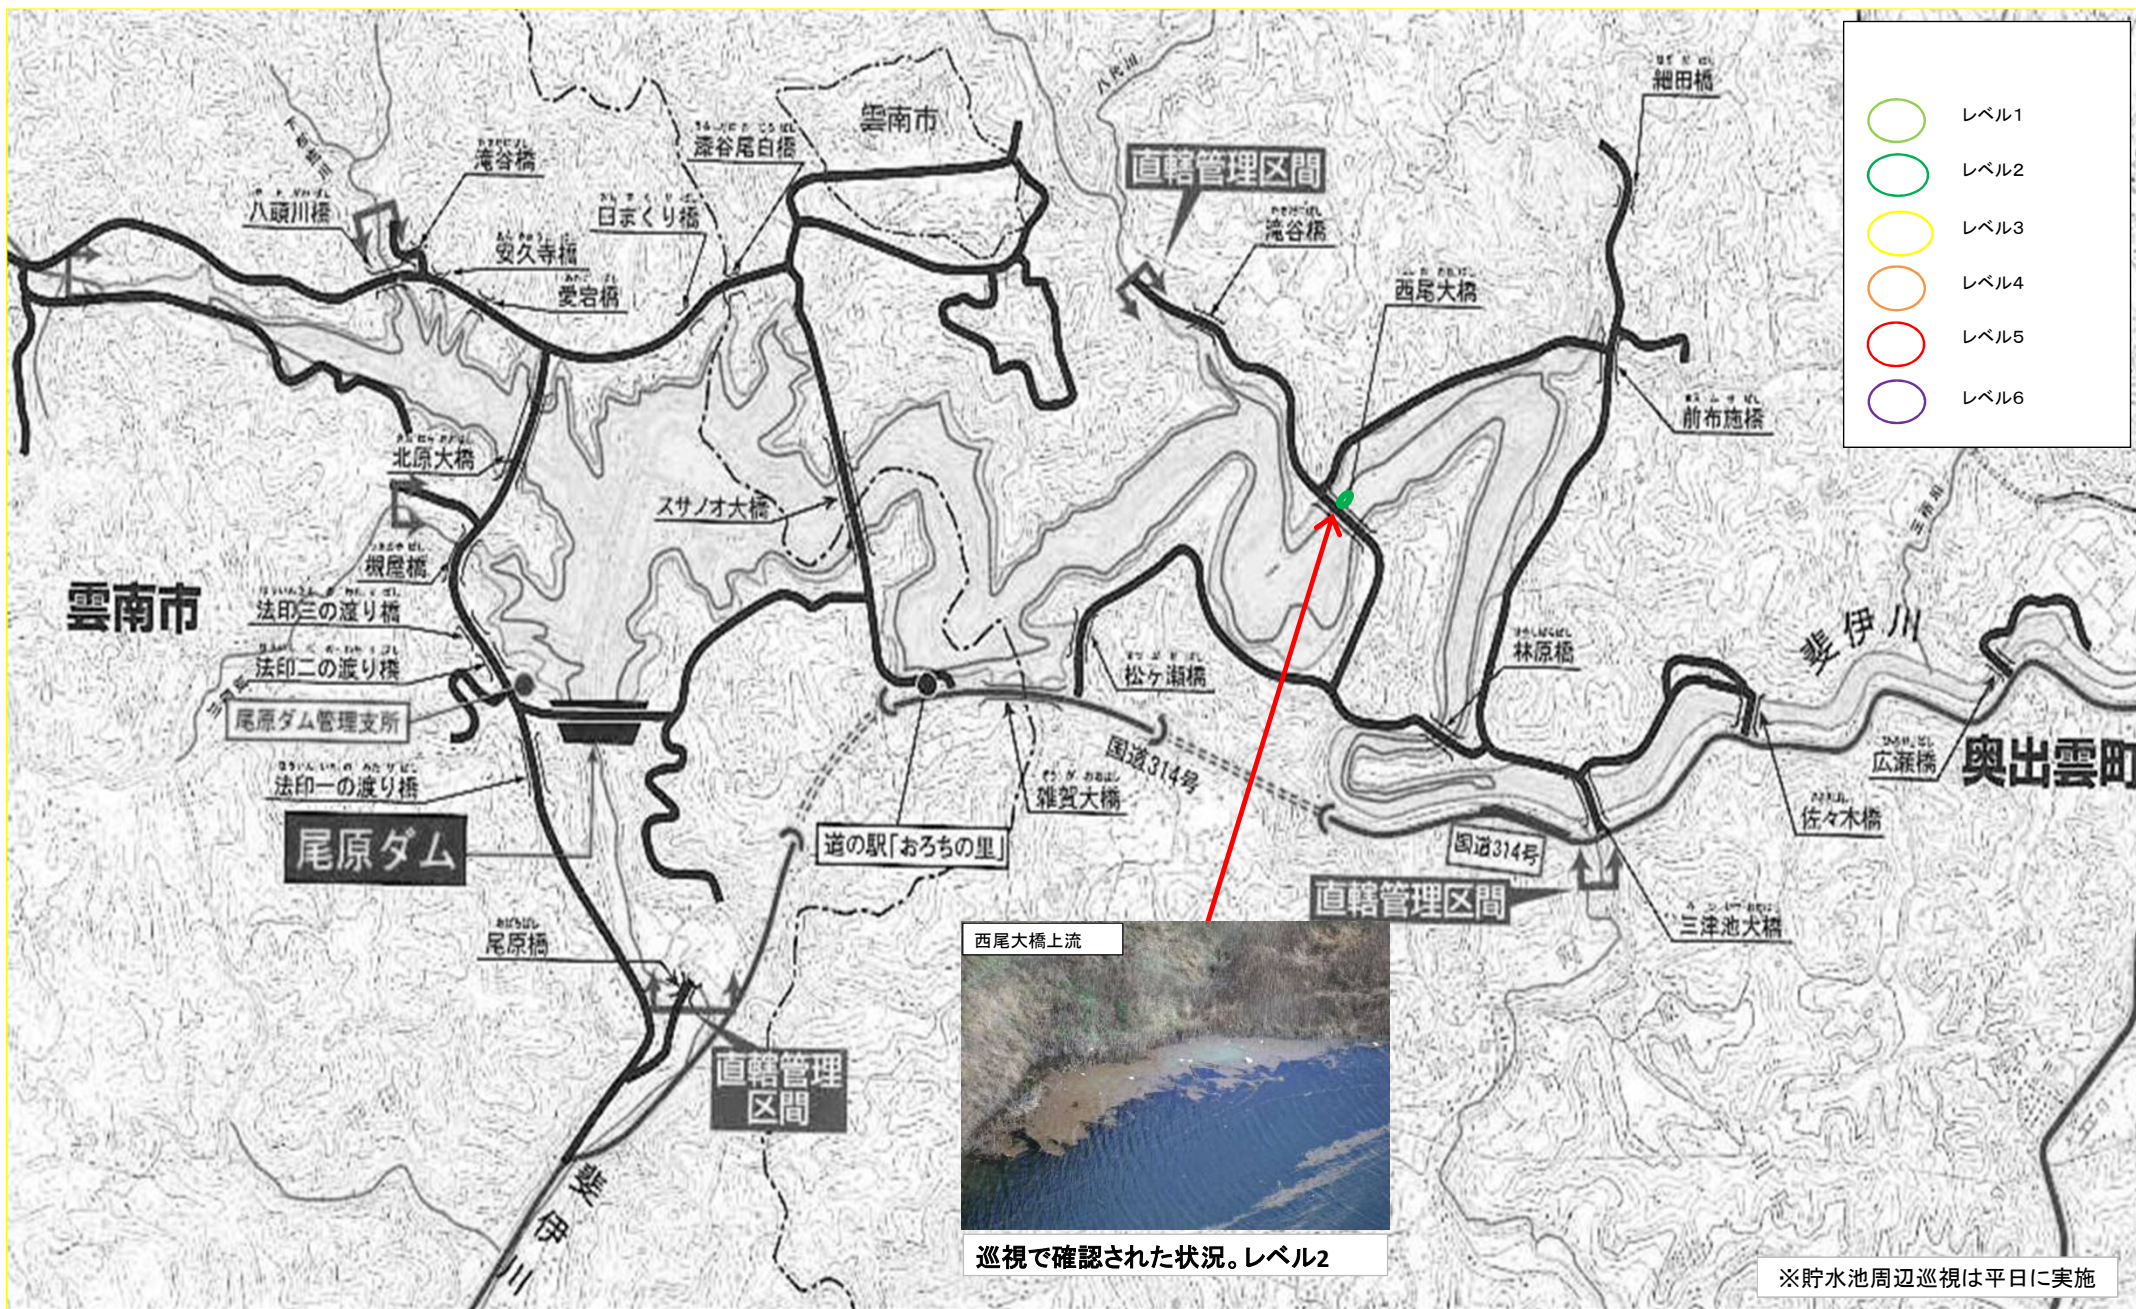 レベル1
レベル2
レベル3
レベル4
レベル5
レベル6
細田橋
雲南市
漆谷尾白橋
滝谷橋
八頭川橋
日まくり橋
安久寺橋
愛宕橋
直轄管理区間
滝谷橋
西尾大橋
前布施橋
北原大橋
スサノオ大橋
槻屋橋
雲南市
法印三の渡り橋
法印二の渡り橋
尾原ダム管理支所
法印一の渡り橋
尾原ダム
松ヶ瀬橋
林原橋
斐伊川
国道314号
雑賀大橋
道の駅「おろちの里」
国道314号
広瀬橋
奥出雲町
佐々木橋
直轄管理区間
三津池大橋
尾原橋
西尾大橋上流
直轄管理
区間
斐伊川
巡視で確認された状況。レベル2
※貯水池周辺巡視は平日に実施